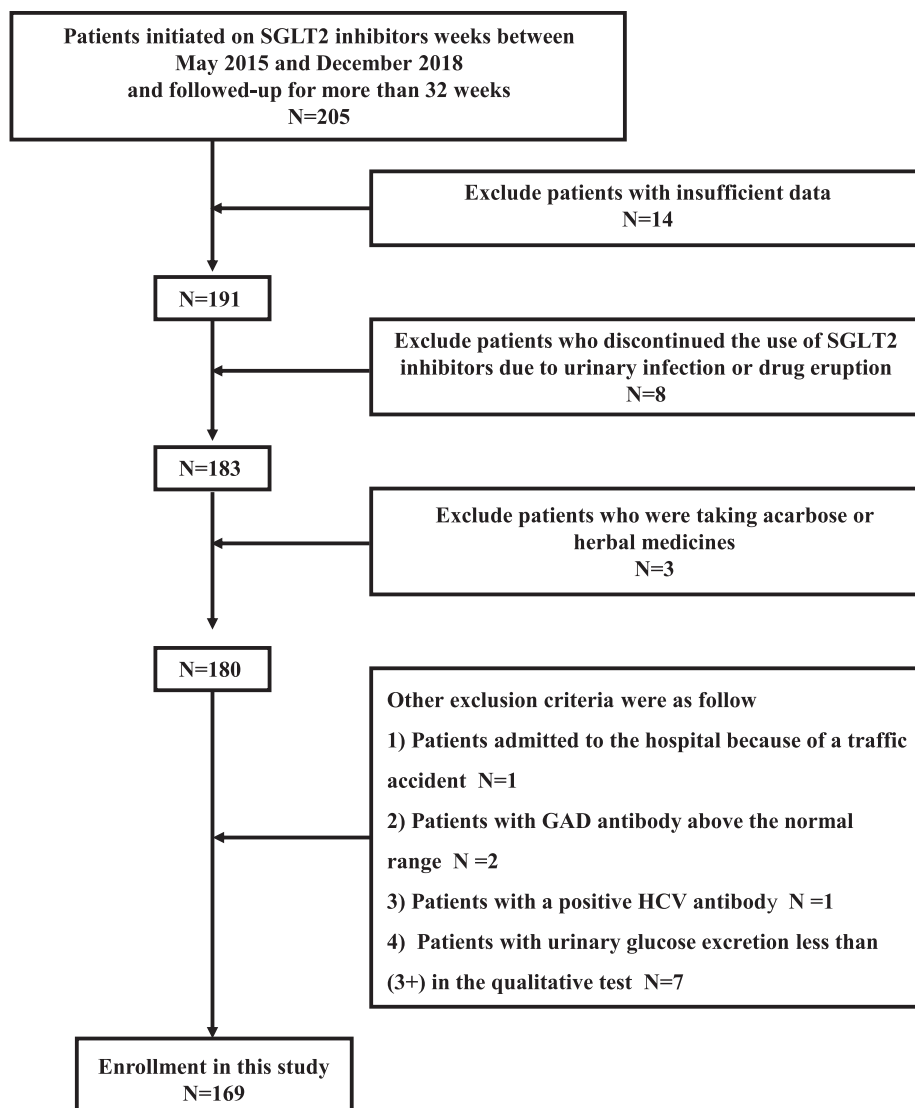 Patients initiated on SGLT2 inhibitors weeks between
May 2015 and December 2018
and followed-up for more than 32 weeks
N=205
Exclude patients with insufficient data
N=14
N=191
Exclude patients who discontinued the use of SGLT2
inhibitors due to urinary infection or drug eruption
N=8
N=183
Exclude patients who were taking acarbose or
herbal medicines
N=3
N=180
Other exclusion criteria were as follow
1) Patients admitted to the hospital because of a traffic
accident N=1
2) Patients with GAD antibody above the normal
range N =2
3) Patients with a positive HCV antibody N =1
4) Patients with urinary glucose excretion less than
(3+) in the qualitative test N=7
Enrollment in this study
N=169